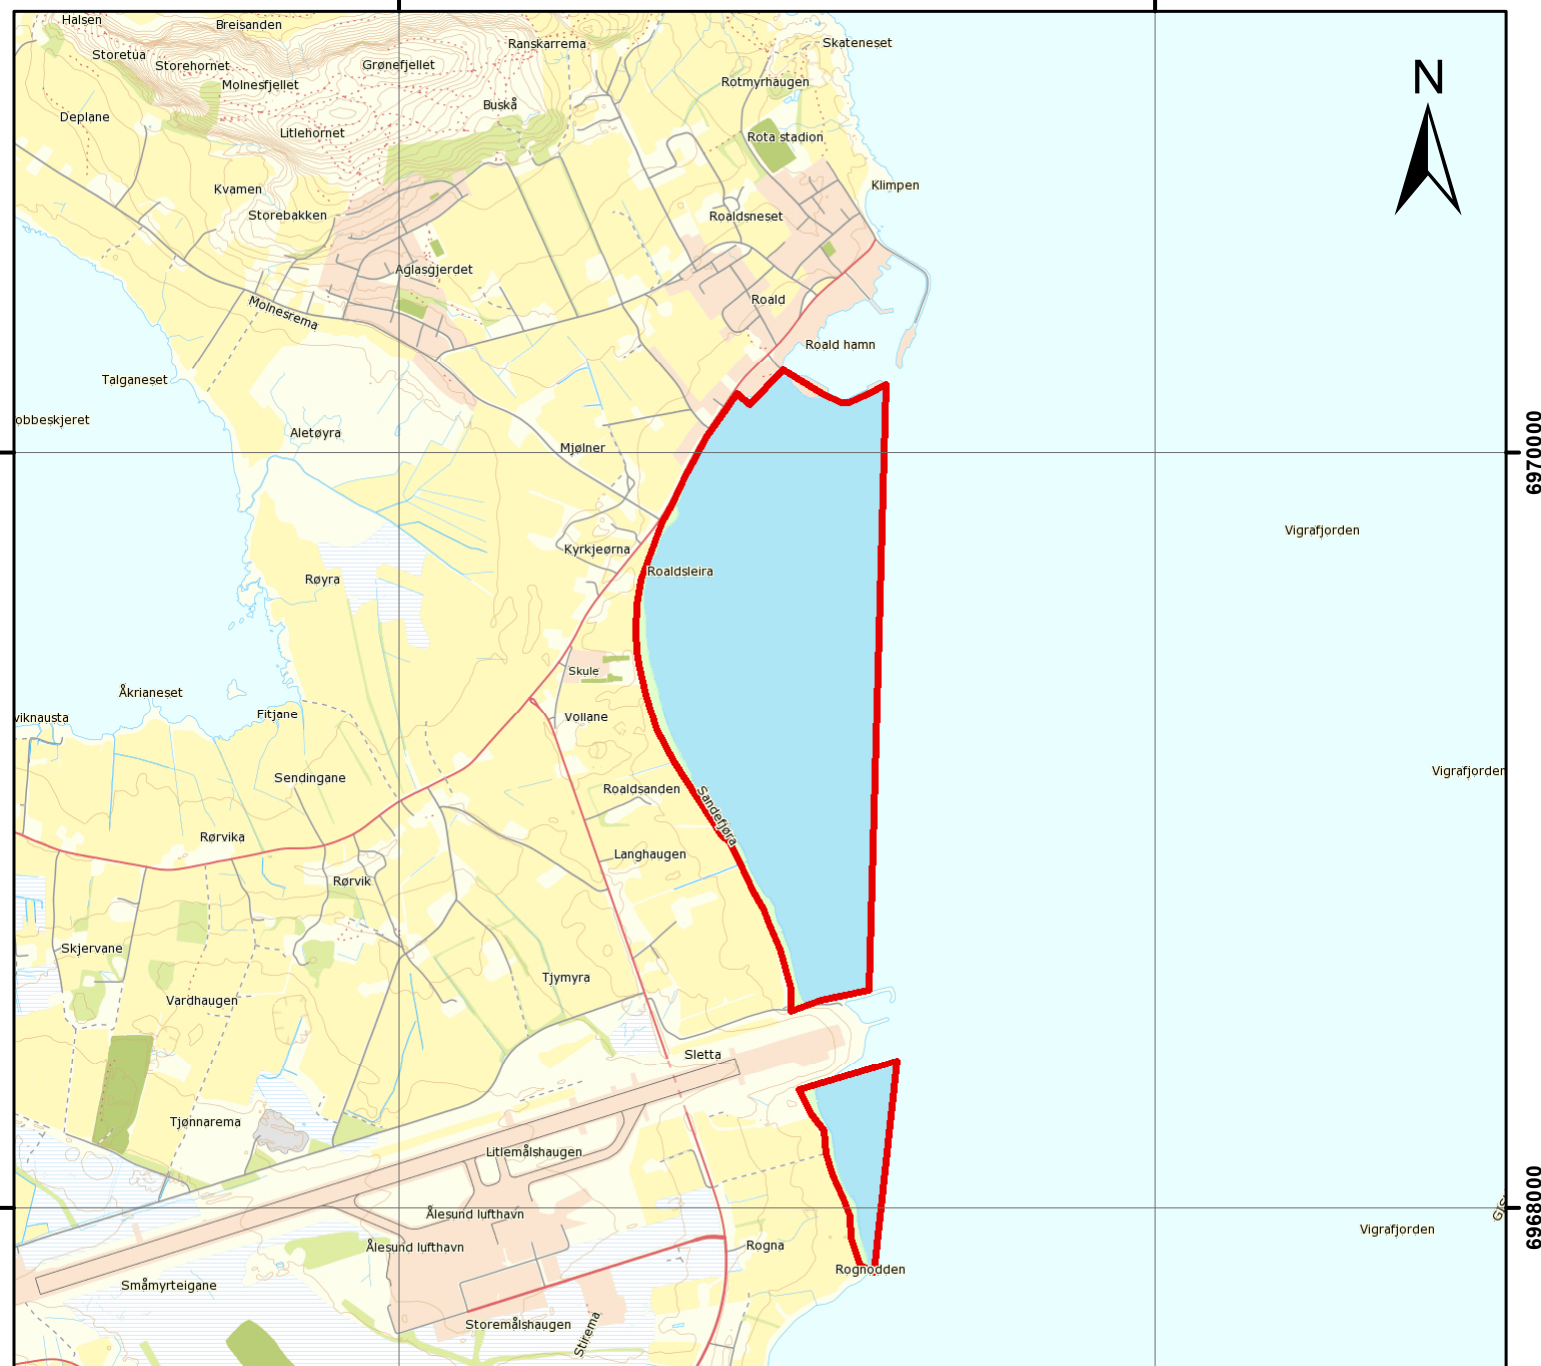 Halsen
Breisanden
Skateneset
Ranskarrema
Storetua
Storehornet
Grønefjellet
N
Molnesfjellet
Rotmyrhaugen
Buskå
Deplane
Litlehornet
Rota stadion
Kvamen
Klimpen
Storebakken
Roaldsneset
Aglasgjerdet
Roald
Molnesrema
Roald hamn
Talganeset
obbeskjeret
Aletøyra
Mjølner
6970000
Vigrafjorden
Kyrkjeørna
Røyra
Roaldsleira
Skule
Åkrianeset
viknausta
Fitjane
Vollane
Vigrafjorden
Sendingane
Roaldsanden
Sandefjøra
Rørvika
Langhaugen
Rørvik
Skjervane
Tjymyra
Vardhaugen
Sletta
Tjønnarema
Litlemålshaugen
6968000
Ålesund lufthavn
Vigrafjorden
Ålesund lufthavn
Rogna
Rognodden
Småmyrteigane
Storemålshaugen
Stirema